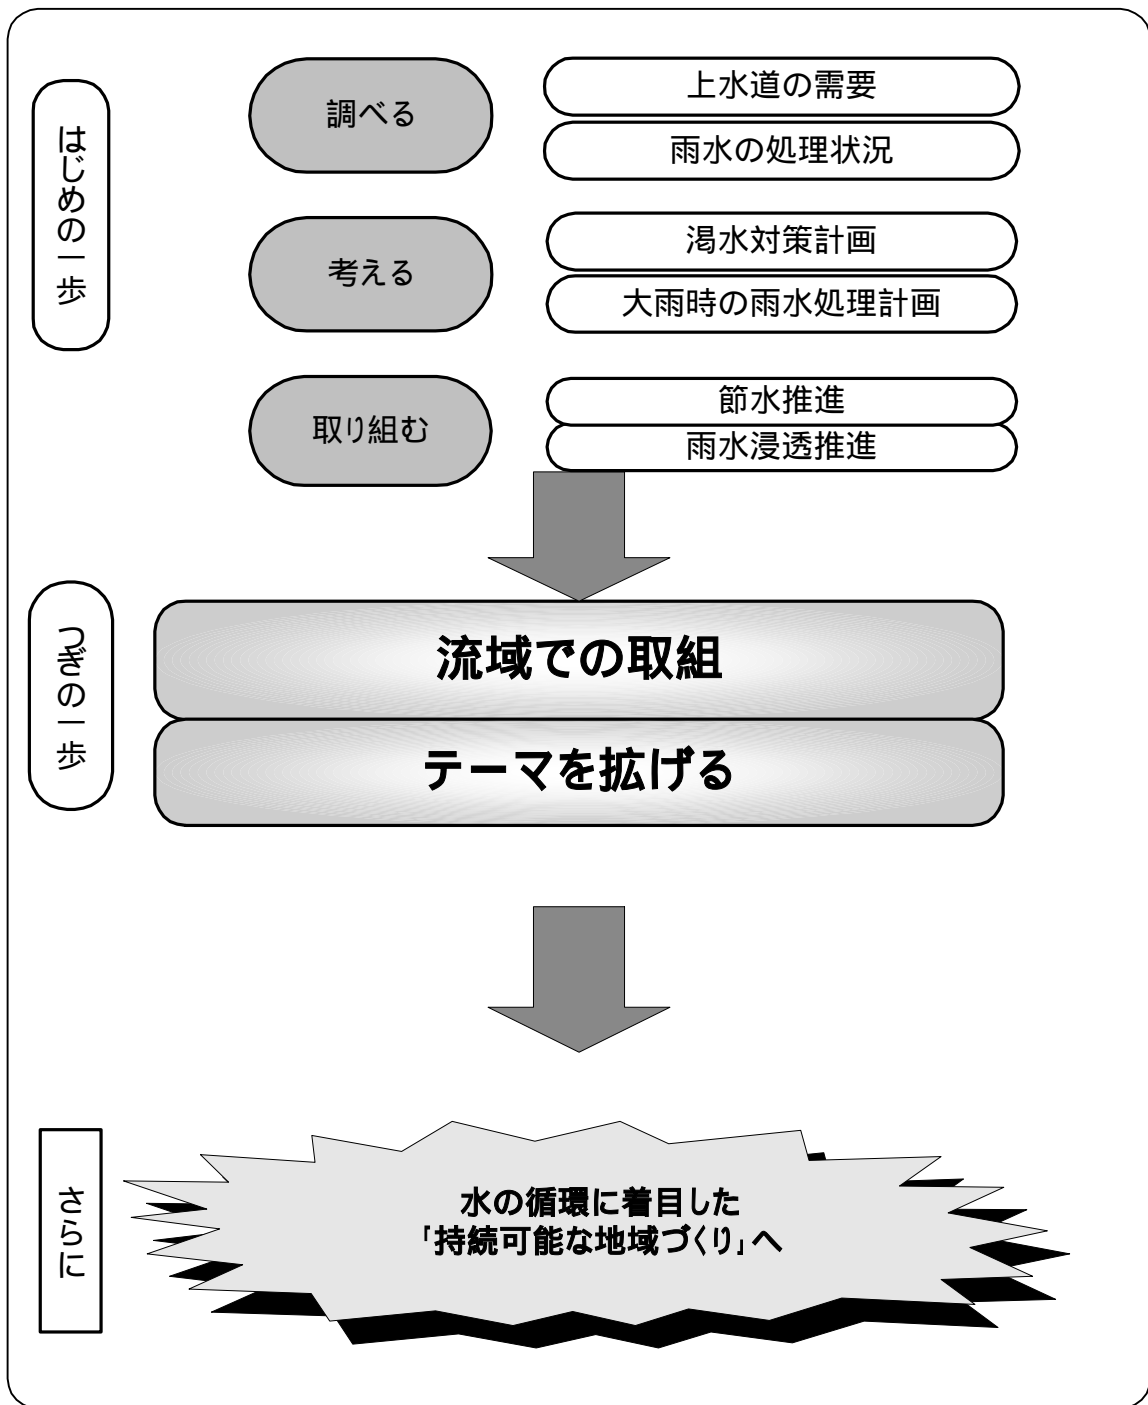 はじめの一歩
調べる
上水道の需要
雨水の処理状況
考える
渇水対策計画
大雨時の雨水処理計画
取り組む
節水推進
雨水浸透推進
つぎの一歩
流域での取組
テーマを拡げる
さらに
水の循環に着目した
「持続可能な地域づくり」へ